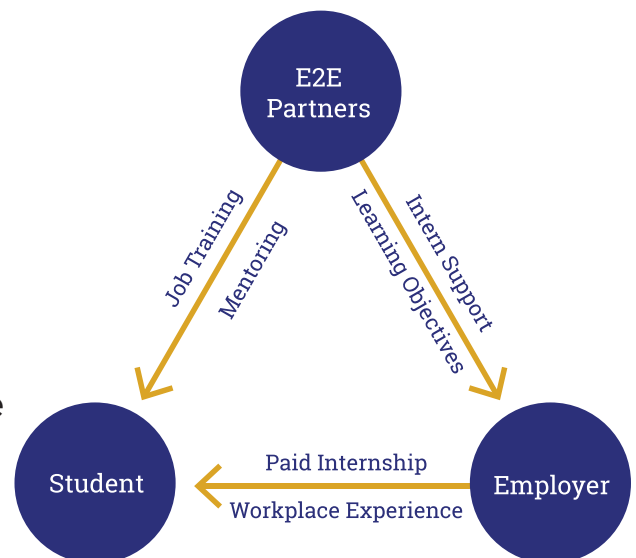 E2E
Partners
Job Training
Mentoring
Intern Support
Learning Objectives
e
Student
Paid Internship
Workplace Experience
Employer